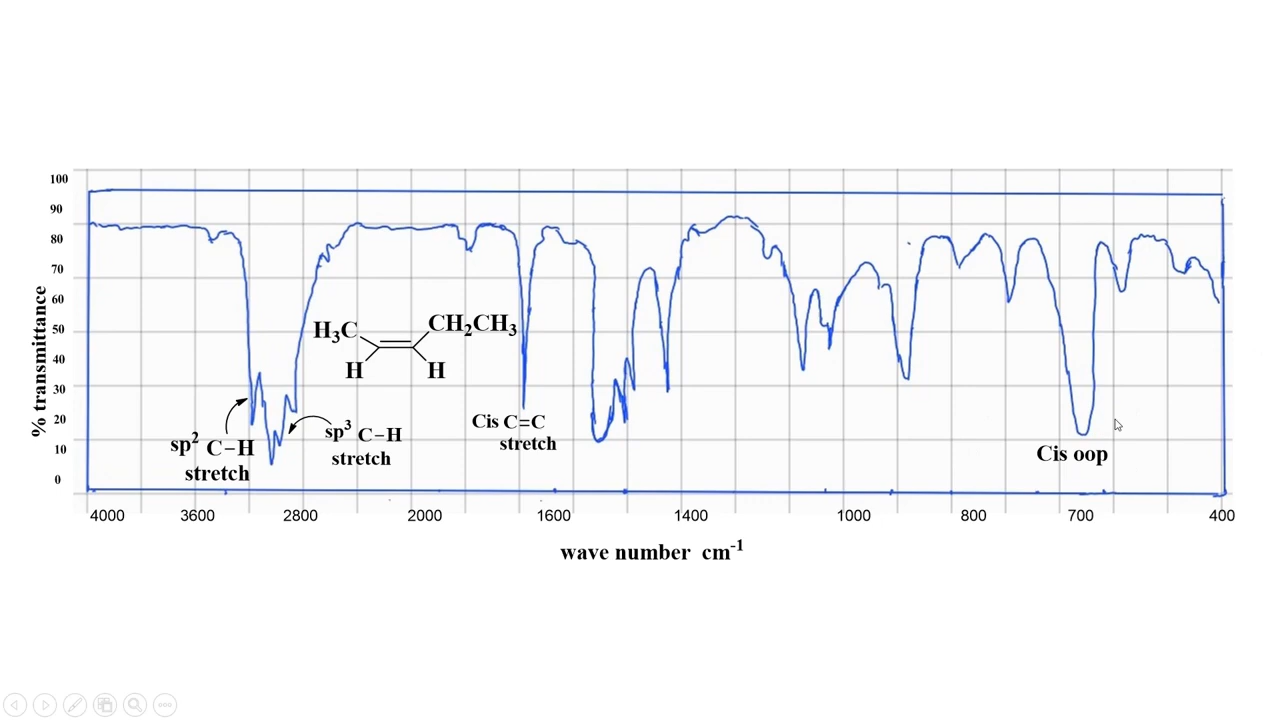 100
90
80
70
60
50
40
30
20
10
0
% transmittance
H3C
CH2CH3
H
H
sp2 C-H
stretch
sp3 C-H
stretch
Cis C=C
stretch
Cis oop
4000 3600 2800 2000 1600 1400 1000 800 700 400
wave number cm-1